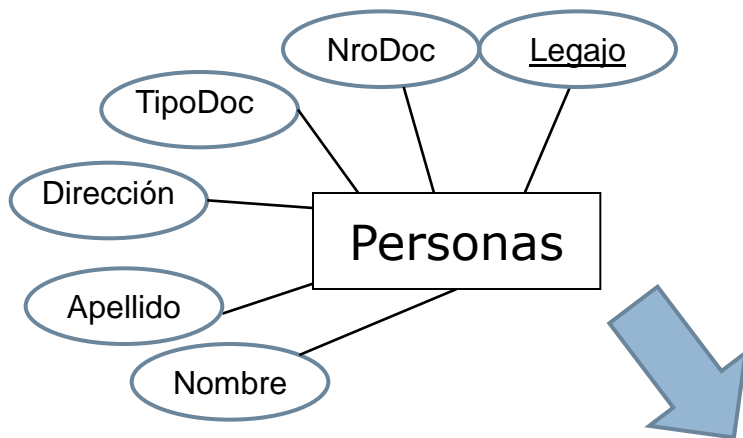 NroDoc
Legajo
TipoDoc
Dirección
Personas
Apellido
Nombre